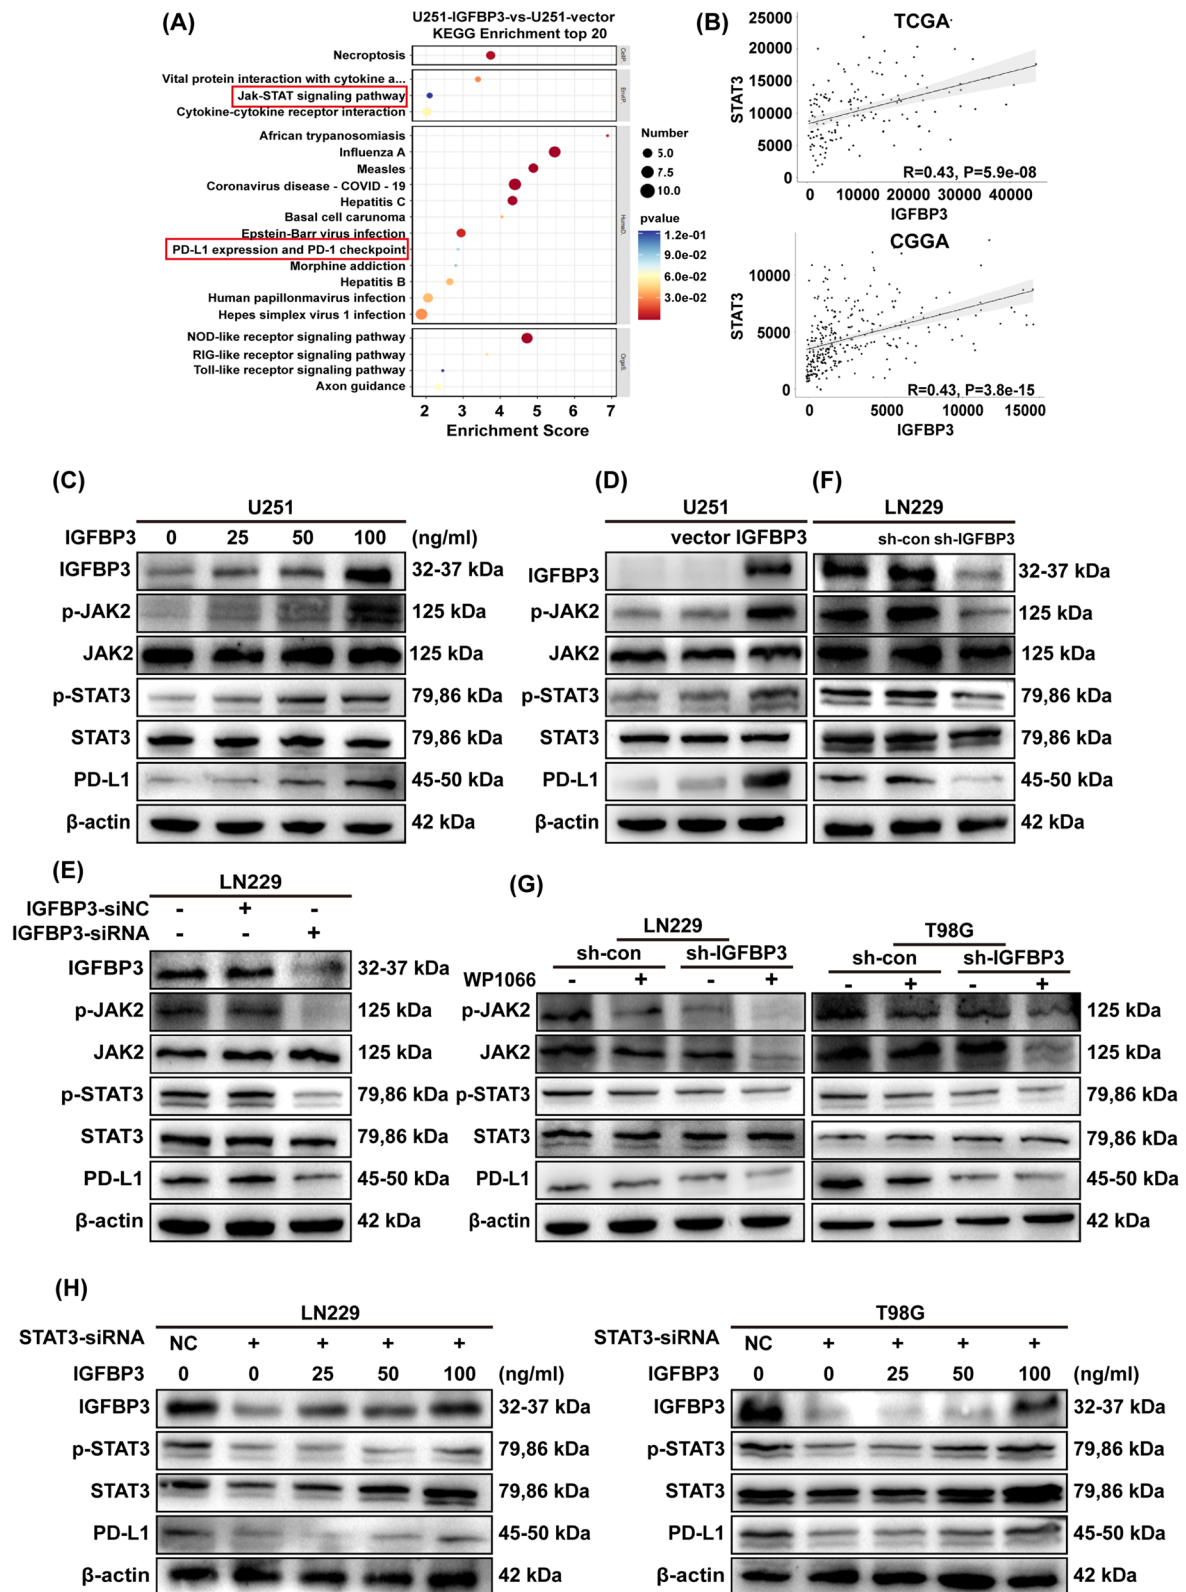 (A)
U251-IGFBP3-vs-U251-vector
KEGG Enrichment top 20
Necroptosis
Vital protein interaction with cytokine a...
Jak-STAT signaling pathway
Cytokine-cytokine receptor interaction
African trypanosomiasis
Influenza A
Measles
Coronavirus disease - COVID - 19
Hepatitis C
Basal cell carunoma
Epstein-Barr virus infection
PD-L1 expression and PD-1 checkpoint
Morphine addiction
Hepatitis B
Human papillonmavirus infection
Hepes simplex virus 1 infection
NOD-like receptor signaling pathway
RIG-like receptor signaling pathway
Toll-like receptor signaling pathway
Axon guidance
CellP.
EnviP.
HumaD.
OrgaS.
2 3 4 5 6 7
Enrichment Score
Number
5.0
7.5
10.0
pvalue
1.2e-01
9.0e-02
6.0e-02
3.0e-02
(B)
TCGA
25000
20000
15000
10000
5000
0
STAT3
R=0.43, P=5.9e-08
0 10000 20000 30000 40000
IGFBP3
CGGA
10000
5000
0
STAT3
R=0.43, P=3.8e-15
0 5000 10000 15000
IGFBP3
(C)
U251
IGFBP3 0 25 50 100 (ng/ml)
IGFBP3 32-37 kDa
p-JAK2 125 kDa
JAK2 125 kDa
p-STAT3 79,86 kDa
STAT3 79,86 kDa
PD-L1 45-50 kDa
β-actin 42 kDa
(D)
U251
vector IGFBP3
IGFBP3
p-JAK2
JAK2
p-STAT3
STAT3
PD-L1
β-actin
(F)
LN229
sh-con sh-IGFBP3
32-37 kDa
125 kDa
125 kDa
79,86 kDa
79,86 kDa
45-50 kDa
42 kDa
(E)
LN229
IGFBP3-siNC - + -
IGFBP3-siRNA - - +
IGFBP3 32-37 kDa
p-JAK2 125 kDa
JAK2 125 kDa
p-STAT3 79,86 kDa
STAT3 79,86 kDa
PD-L1 45-50 kDa
β-actin 42 kDa
(G)
LN229 T98G
sh-con sh-IGFBP3 sh-con sh-IGFBP3
WP1066 - + - + - + - +
p-JAK2 125 kDa
JAK2 125 kDa
p-STAT3 79,86 kDa
STAT3 79,86 kDa
PD-L1 45-50 kDa
β-actin 42 kDa
(H)
LN229
STAT3-siRNA NC + + + +
IGFBP3 0 0 25 50 100 (ng/ml)
IGFBP3 32-37 kDa
p-STAT3 79,86 kDa
STAT3 79,86 kDa
PD-L1 45-50 kDa
β-actin 42 kDa
T98G
STAT3-siRNA NC + + + +
IGFBP3 0 0 25 50 100 (ng/ml)
IGFBP3 32-37 kDa
p-STAT3 79,86 kDa
STAT3 79,86 kDa
PD-L1 45-50 kDa
β-actin 42 kDa